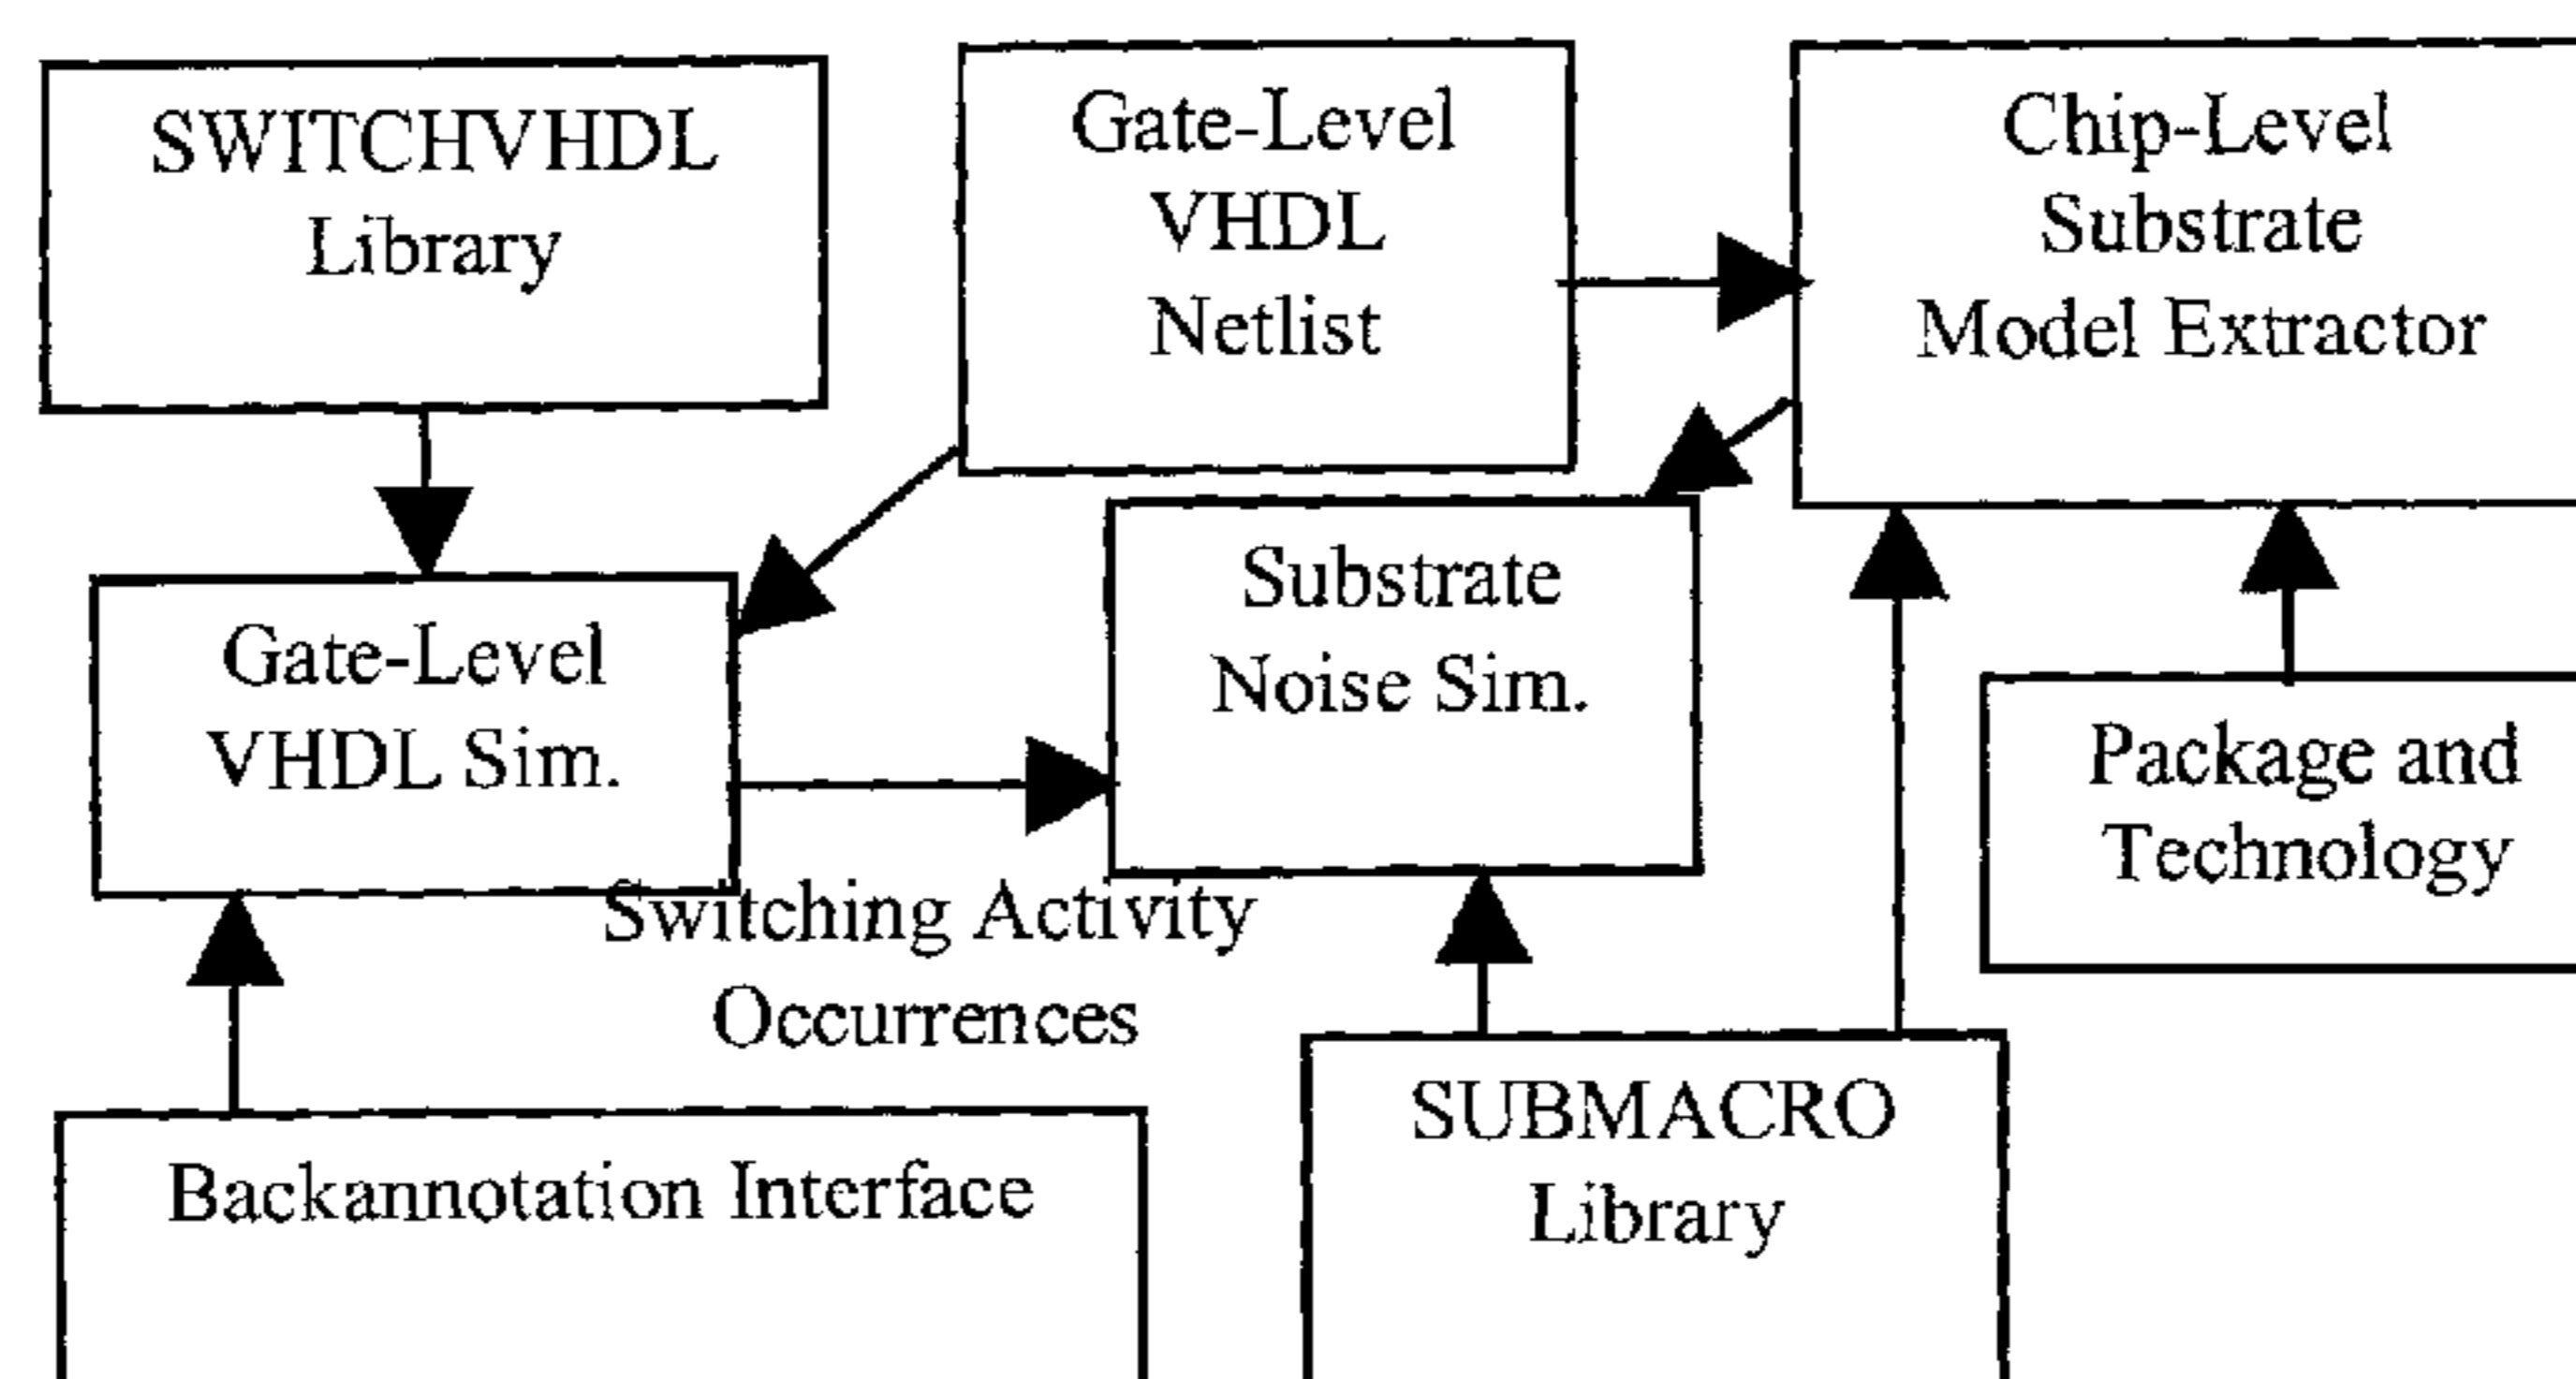 SWITCHVHDL
Library
Gate-Level
VHDL
Netlist
Chip-Level
Substrate
Model Extractor
Gate-Level
VHDL Sim.
Substrate
Noise Sim.
Package and
Technology
Switching Activity
Occurrences
Backannotation Interface
SUBMACRO
Library